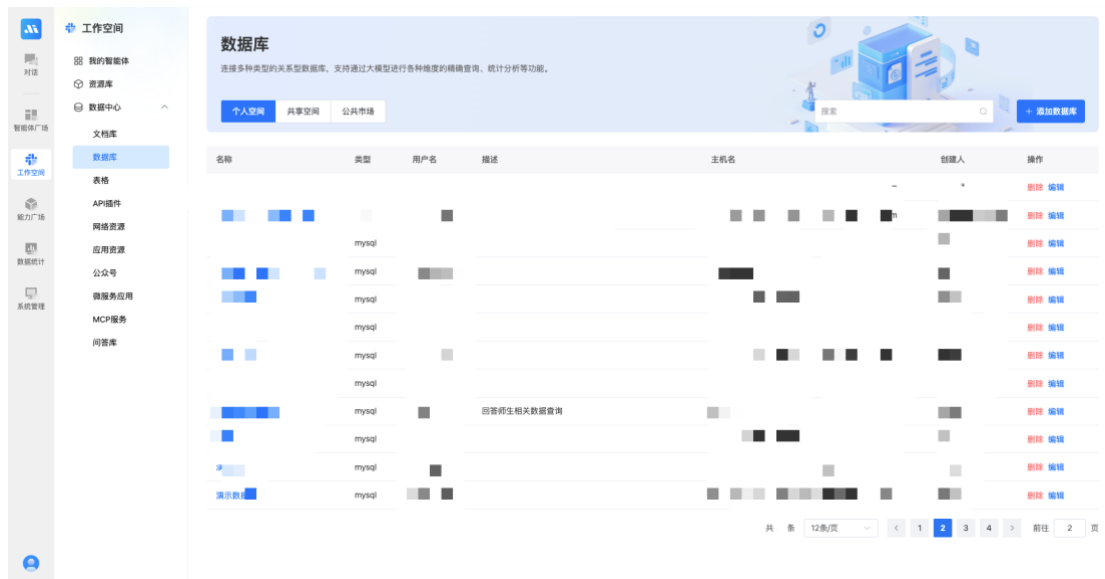 对话
智能体广场
工作空间
能力广场
数据统计
系统管理
工作空间
我的智能体
资源库
数据中心
文档库
数据库
表格
API插件
网络资源
应用资源
公众号
微服务应用
MCP服务
问答库
数据库
连接多种类型的关系型数据库，支持通过大模型进行各种维度的精确查询、统计分析等功能。
个人空间 共享空间 公共市场
搜索
+ 添加数据库
名称 类型 用户名 描述 主机名 创建人 操作
删除 编辑
删除 编辑
mysql 删除 编辑
mysql 删除 编辑
mysql 删除 编辑
mysql 删除 编辑
mysql 删除 编辑
mysql 删除 编辑
mysql 回答师生相关数据查询 删除 编辑
mysql 删除 编辑
mysql 删除 编辑
演示数据 mysql 删除 编辑
共 条 12条/页 < 1 2 3 4 > 前往 2 页